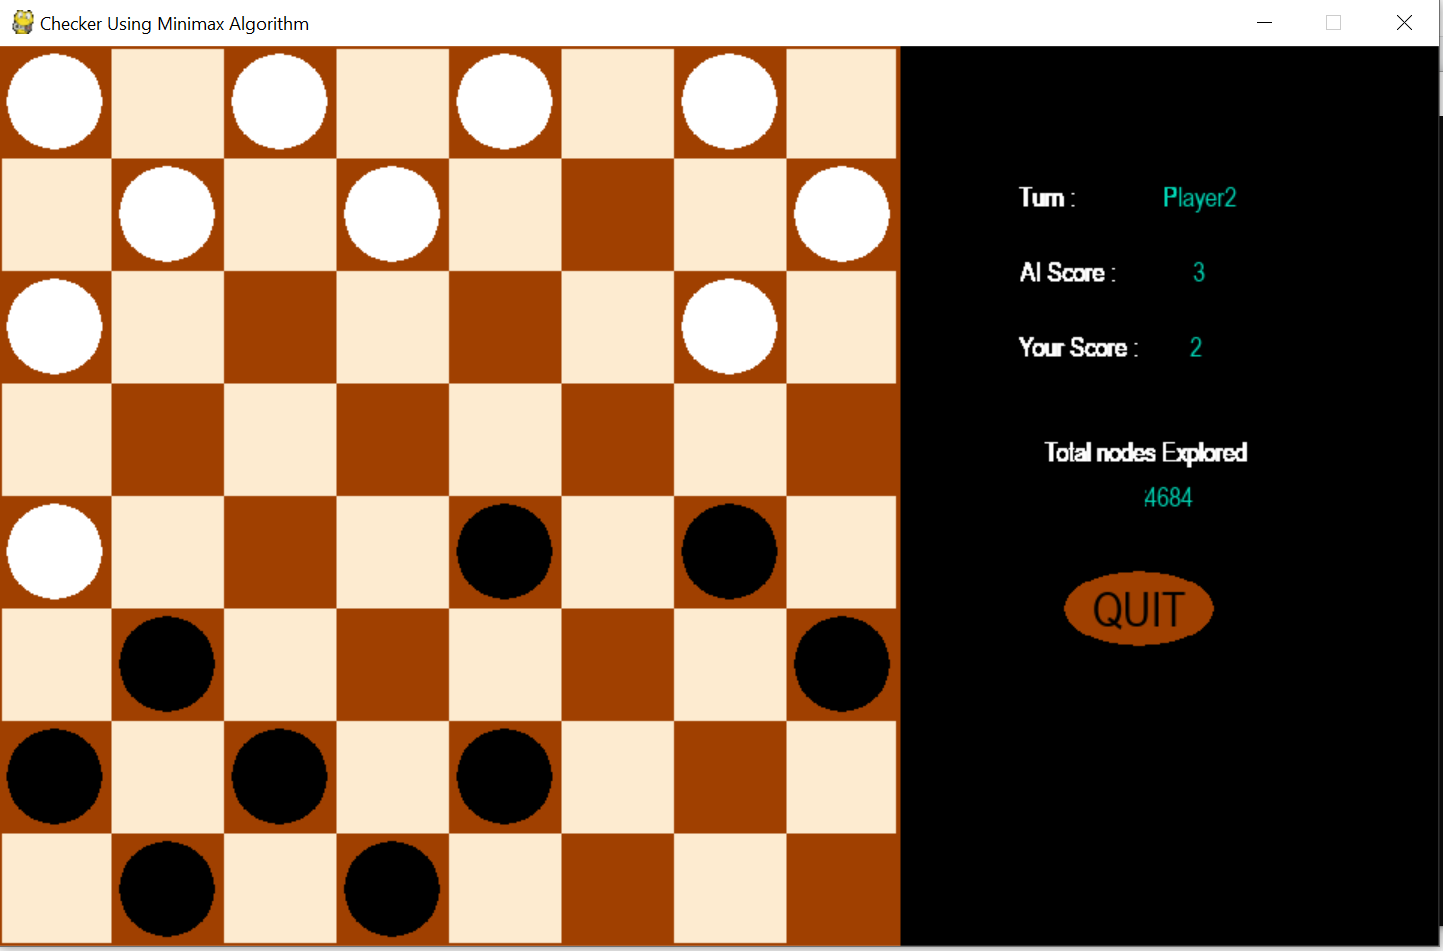 Checker Using Minimax Algorithm
Turn : Player2
AI Score : 3
Your Score : 2
Total nodes Explored
4684
QUIT